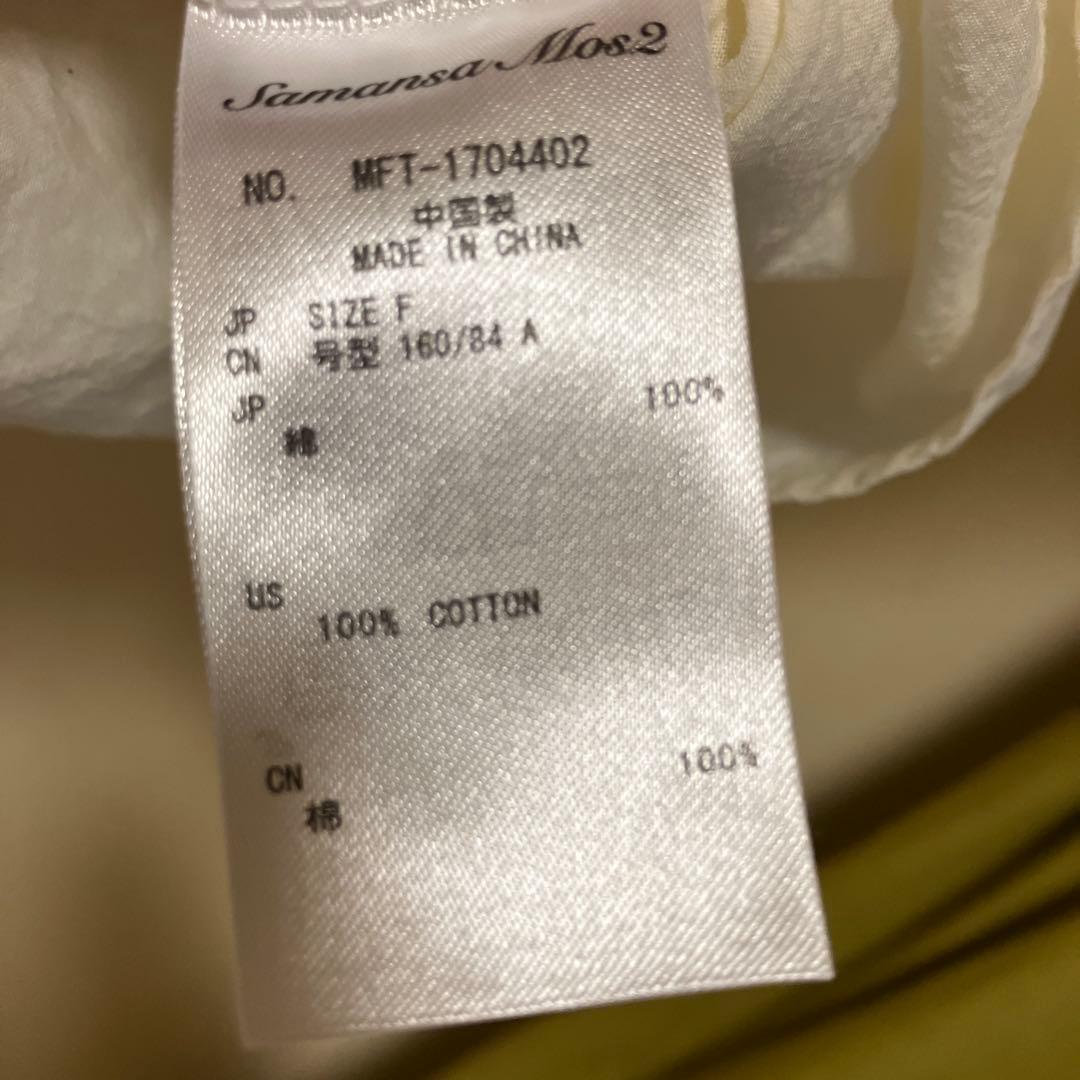 Samansa Mos2
NO. MFT-1704402
中国製
MADE IN CHINA
JP SIZE F
CN 号型 160/84 A
JP
綿 100%
US
100% COTTON
CN
棉 100%